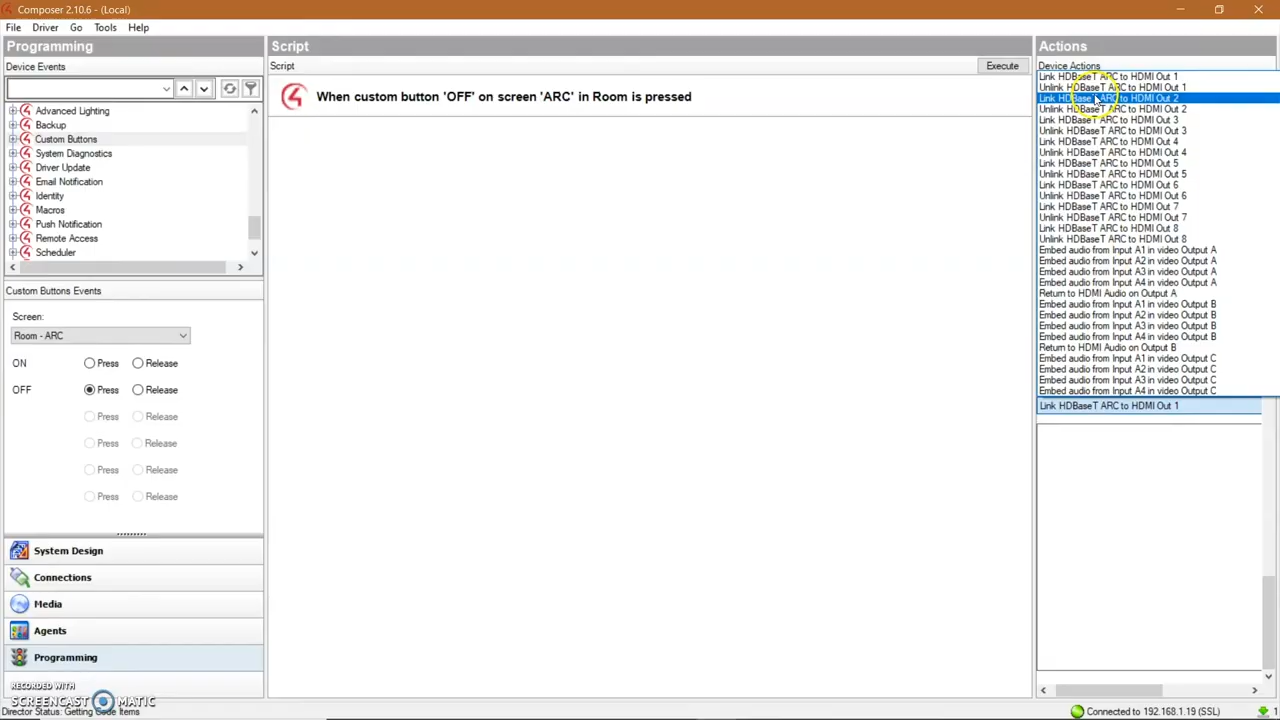 Composer 2.10.6 - (Local)
File Driver Go Tools Help
Programming
Device Events
Advanced Lighting
Backup
Custom Buttons
System Diagnostics
Driver Update
Email Notification
Identity
Macros
Push Notification
Remote Access
Scheduler
Custom Buttons Events
Screen:
Room - ARC
ON Press Release
OFF Press Release
Press Release
Press Release
Press Release
Press Release
System Design
Connections
Media
Agents
Programming
RECORDED WITH
SCREENCAST MATIC
Director Status: Getting Code Items
Script
Script Execute
When custom button 'OFF' on screen 'ARC' in Room is pressed
Actions
Device Actions
Link HDBaseT ARC to HDMI Out 1
Unlink HDBaseT ARC to HDMI Out 1
Link HDBaseT ARC to HDMI Out 2
Unlink HDBaseT ARC to HDMI Out 2
Link HDBaseT ARC to HDMI Out 3
Unlink HDBaseT ARC to HDMI Out 3
Link HDBaseT ARC to HDMI Out 4
Unlink HDBaseT ARC to HDMI Out 4
Link HDBaseT ARC to HDMI Out 5
Unlink HDBaseT ARC to HDMI Out 5
Link HDBaseT ARC to HDMI Out 6
Unlink HDBaseT ARC to HDMI Out 6
Link HDBaseT ARC to HDMI Out 7
Unlink HDBaseT ARC to HDMI Out 7
Link HDBaseT ARC to HDMI Out 8
Unlink HDBaseT ARC to HDMI Out 8
Embed audio from Input A1 in video Output A
Embed audio from Input A2 in video Output A
Embed audio from Input A3 in video Output A
Embed audio from Input A4 in video Output A
Return to HDMI Audio on Output A
Embed audio from Input A1 in video Output B
Embed audio from Input A2 in video Output B
Embed audio from Input A3 in video Output B
Embed audio from Input A4 in video Output B
Return to HDMI Audio on Output B
Embed audio from Input A1 in video Output C
Embed audio from Input A2 in video Output C
Embed audio from Input A3 in video Output C
Embed audio from Input A4 in video Output C
Link HDBaseT ARC to HDMI Out 1
Connected to 192.168.1.19 (SSL) 1